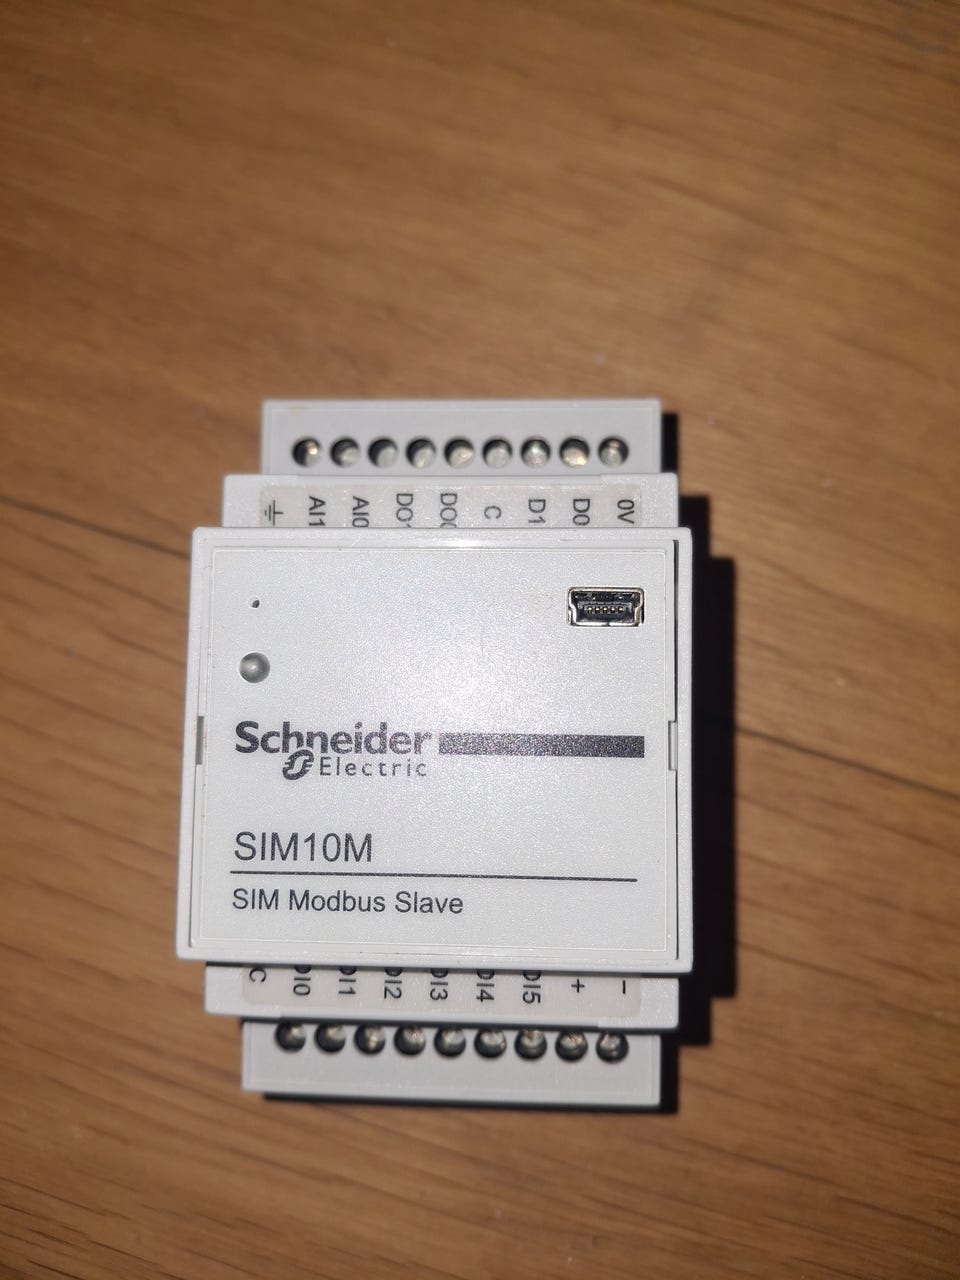 AI1 AI0 DO1 DO0 C D1 D0 0V
Schneider
Electric
SIM10M
SIM Modbus Slave
C DI0 DI1 DI2 DI3 DI4 DI5 + −